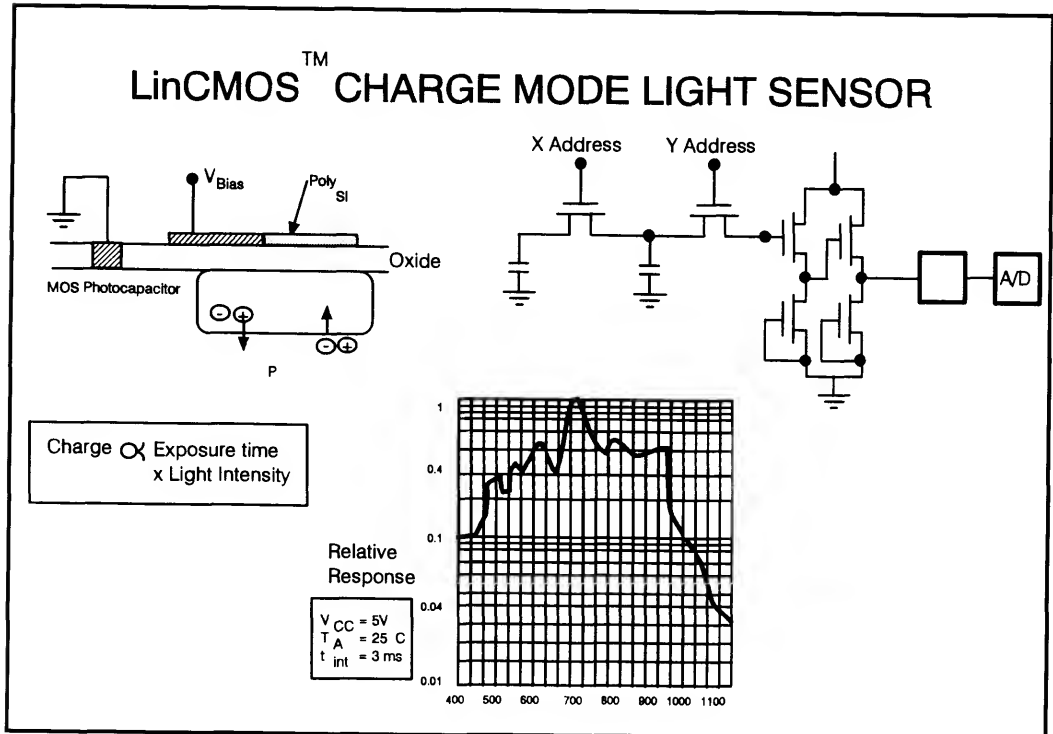 LinCMOS™ CHARGE MODE LIGHT SENSOR
V Bias
Poly SI
Oxide
MOS Photocapacitor
- +
- +
P
X Address
Y Address
A/D
Charge ∝ Exposure time
x Light Intensity
Relative
Response
V CC = 5V
T A = 25 C
t int = 3 ms
1
0.4
0.1
0.04
0.01
400 500 600 700 800 900 1000 1100